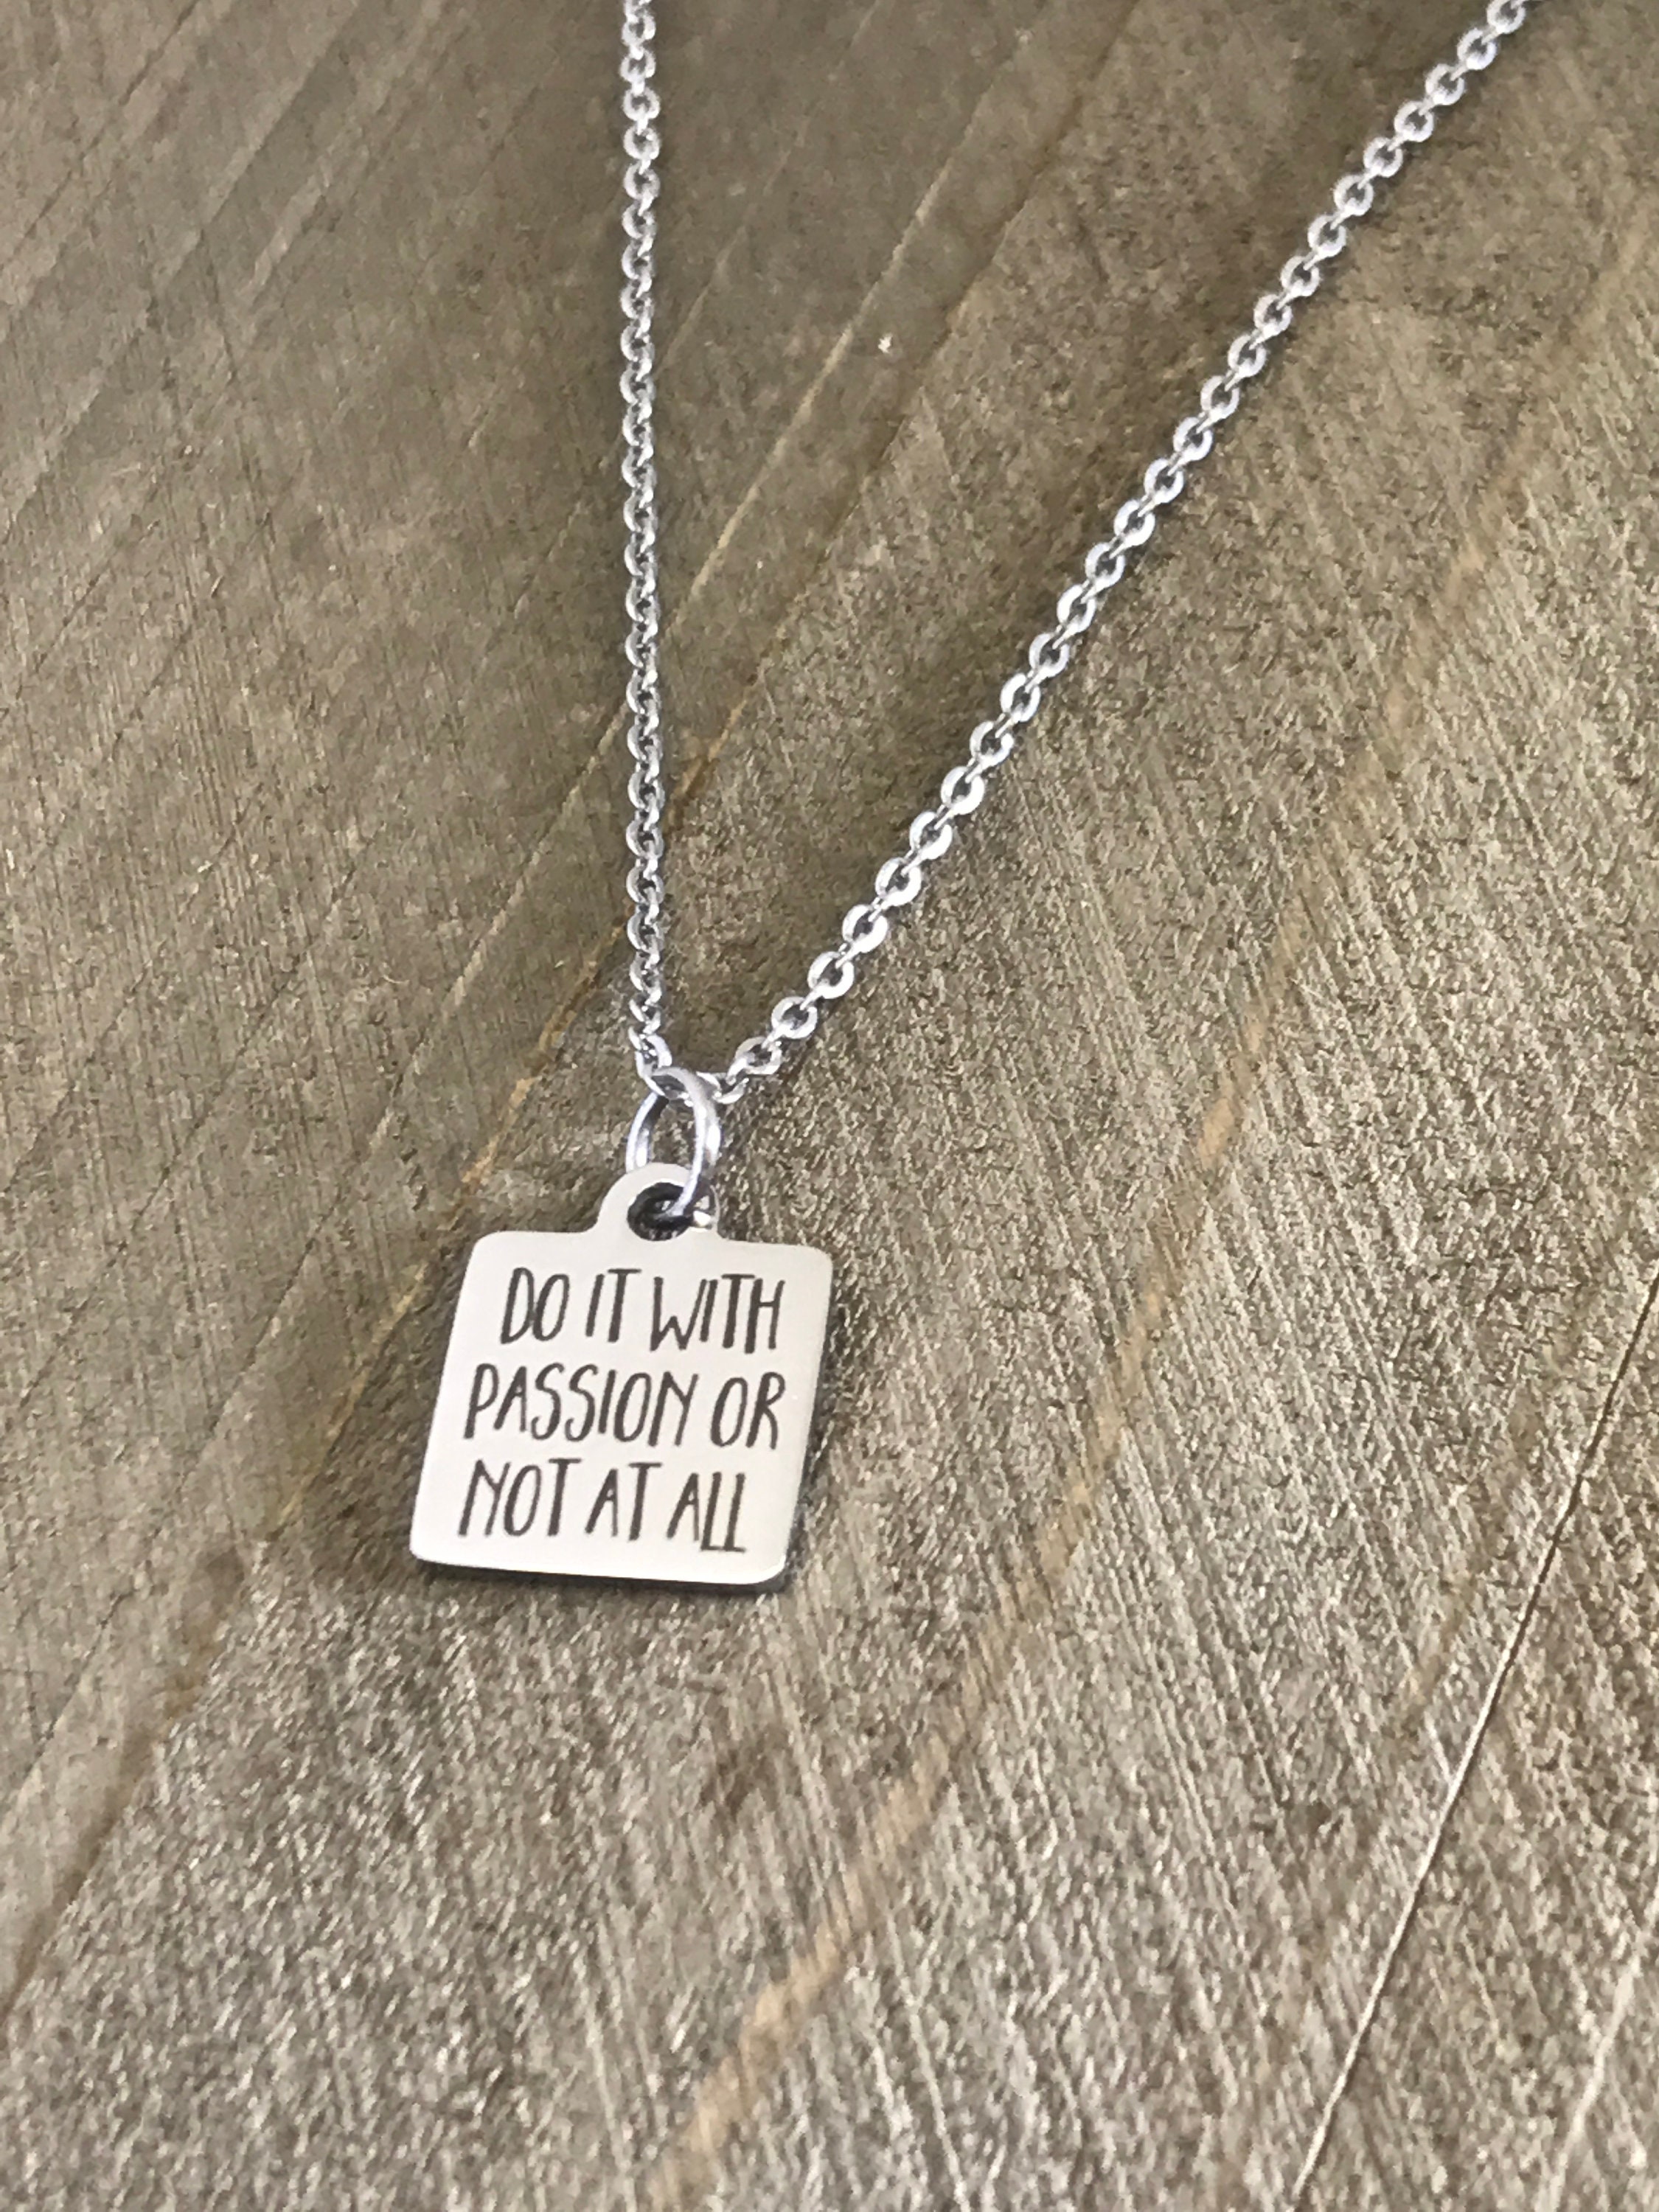 DO IT WITH
PASSION OR
NOT AT ALL